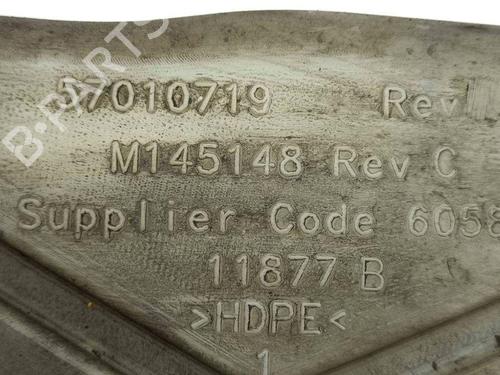 B-PARTS
57010719 Rev
M145148 Rev C
Supplier Code 6058
11877 B
>HDPE<
1